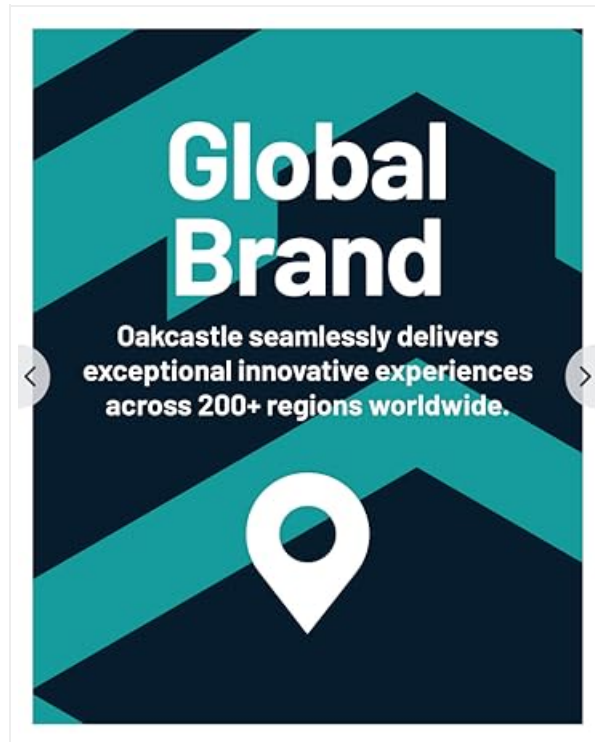 Global
Brand
Oakcastle seamlessly delivers
exceptional innovative experiences
across 200+ regions worldwide.